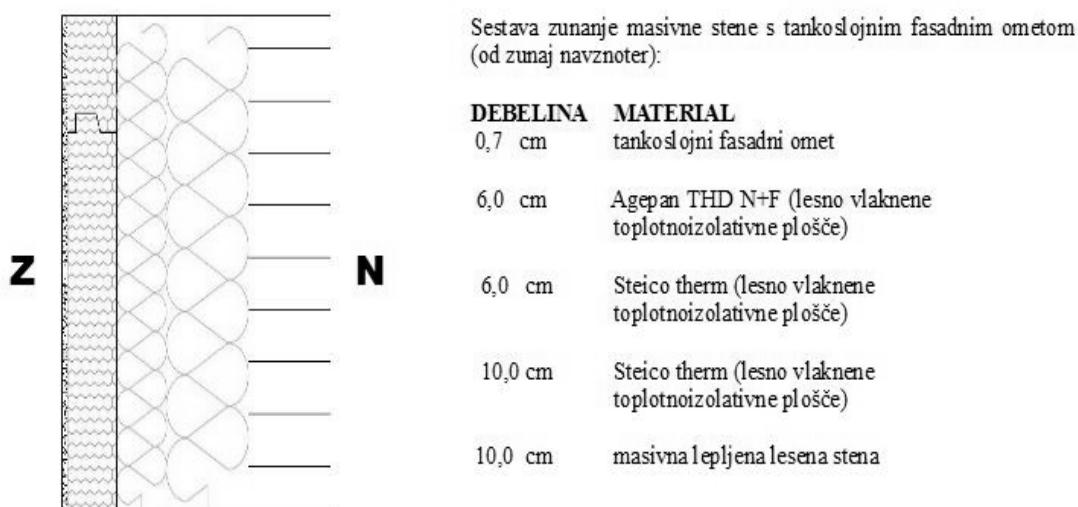 Sestava zunanje masivne stene s tankoslojnim fasadnim ometom
(od zunaj navznoter):
DEBELINA MATERIAL
0,7 cm tankoslojni fasadni omet
6,0 cm Agepan THD N+F (lesno vlaknene
toplotnoizolativne plošče)
Z N
6,0 cm Steico therm (lesno vlaknene
toplotnoizolativne plošče)
10,0 cm Steico therm (lesno vlaknene
toplotnoizolativne plošče)
10,0 cm masivna lepljena lesena stena